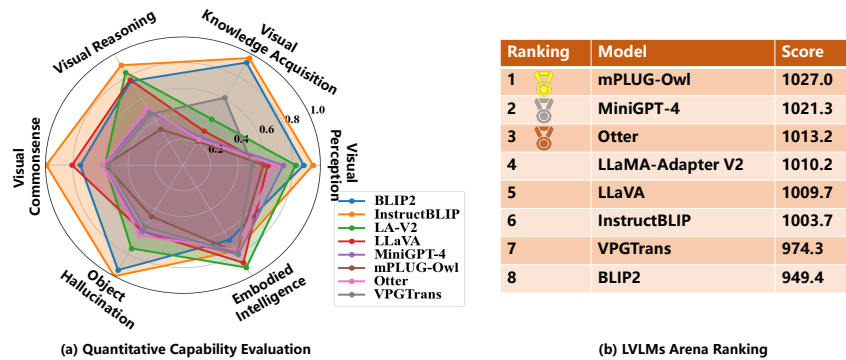 Visual Reasoning
Visual
Knowledge Acquisition
1.0
0.8
0.6
0.4
0.2
Visual
Perception
Visual
Commonsense
Object
Hallucination
Embodied
Intelligence
BLIP2
InstructBLIP
LA-V2
LLaVA
MiniGPT-4
mPLUG-Owl
Otter
VPGTrans
(a) Quantitative Capability Evaluation
Ranking Model Score
1 mPLUG-Owl 1027.0
2 MiniGPT-4 1021.3
3 Otter 1013.2
4 LLaMA-Adapter V2 1010.2
5 LLaVA 1009.7
6 InstructBLIP 1003.7
7 VPGTrans 974.3
8 BLIP2 949.4
(b) LVLMs Arena Ranking